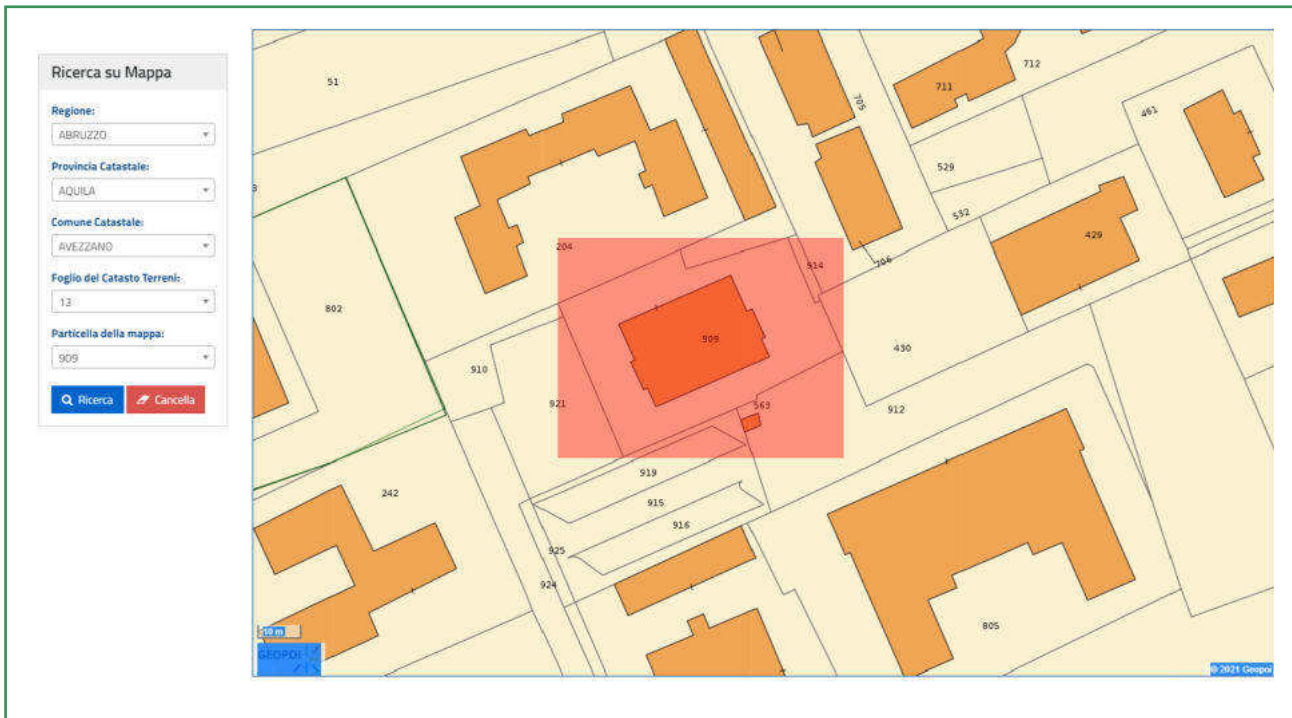 Ricerca su Mappa
Regione:
ABRUZZO
Provincia Catastale:
AQUILA
Comune Catastale:
AVEZZANO
Foglio del Catasto Terreni:
13
Particella della mappa:
909
Ricerca Cancella
51
712
711
705
461
529
532
204
429
914
706
802
909
430
910
921
563
912
919
242
915
916
925
924
805
10 m
GEOPOI
© 2021 Geopoi